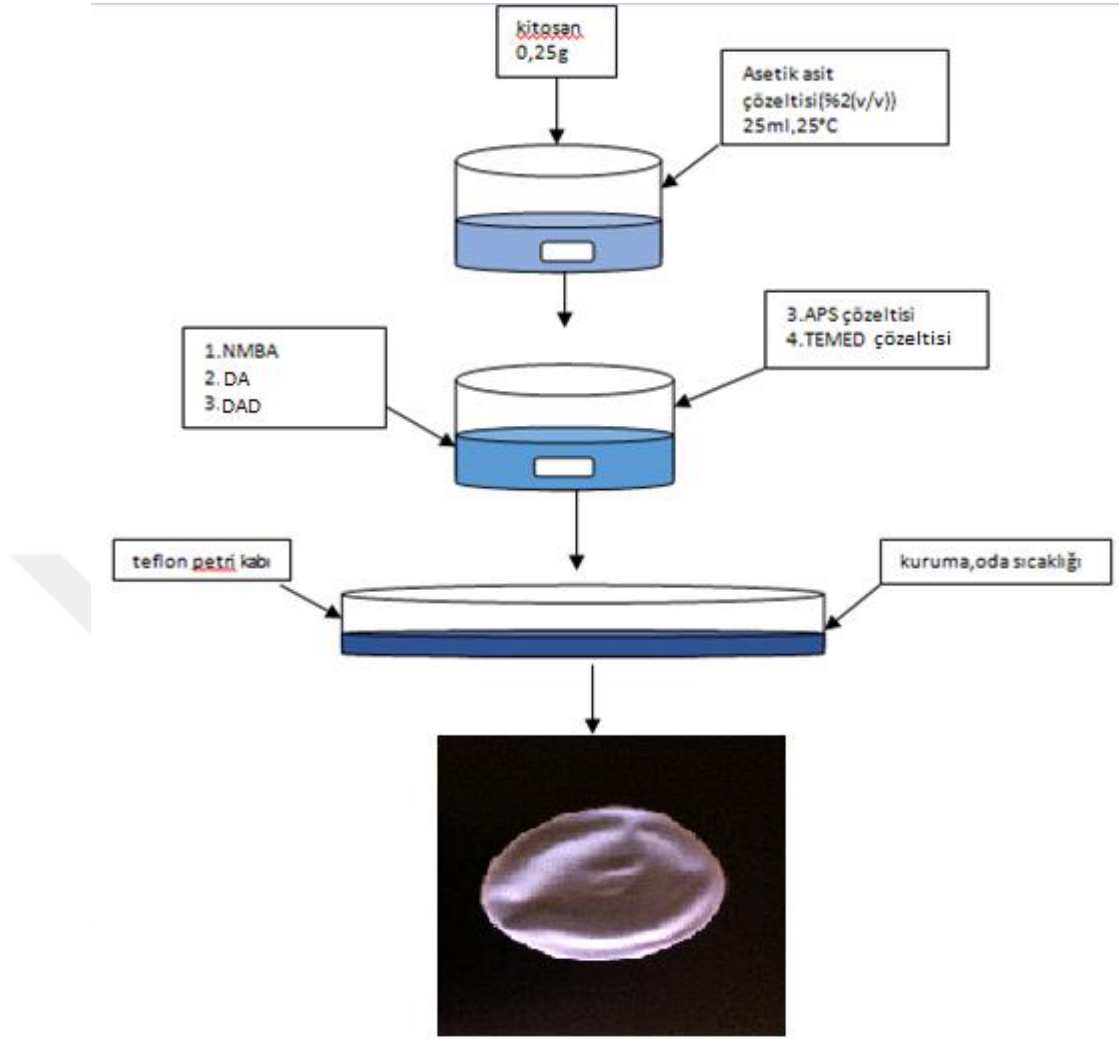 kitosan
0,25g
Asetik asit
çözeltisi(%2(v/v))
25ml,25°C
1.NMBA
2. DA
3.DAD
3.APS çözeltisi
4.TEMED çözeltisi
teflon petri kabı
kuruma,oda sıcaklığı